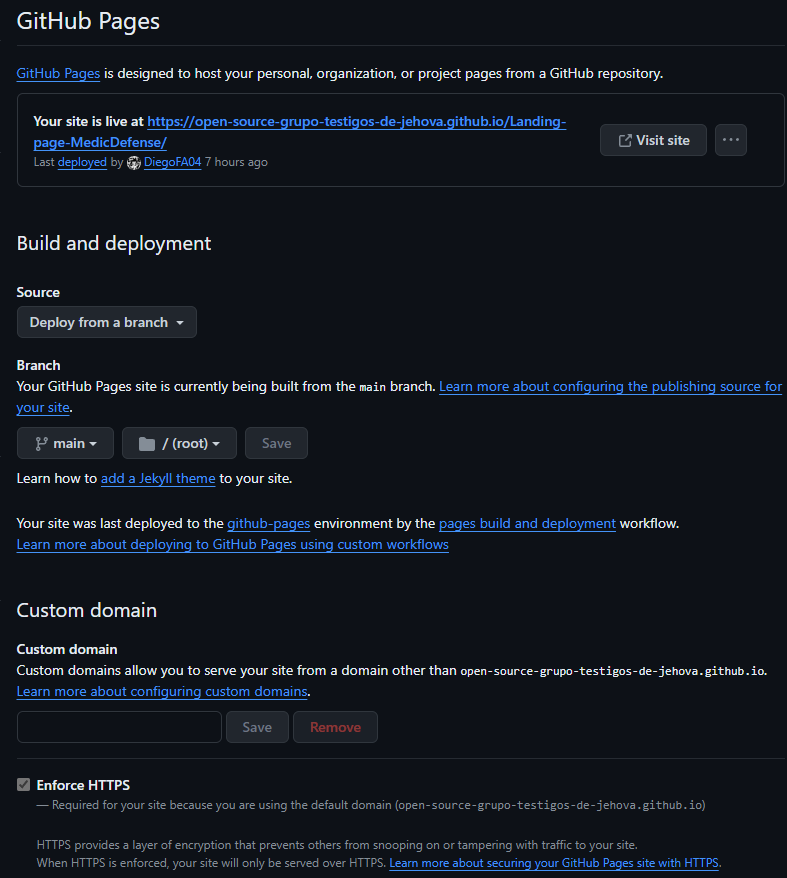 GitHub Pages
GitHub Pages is designed to host your personal, organization, or project pages from a GitHub repository.
Your site is live at https://open-source-grupo-testigos-de-jehova.github.io/Landing-
page-MedicDefense/
Last deployed by DiegoFA04 7 hours ago
Visit site
Build and deployment
Source
Deploy from a branch
Branch
Your GitHub Pages site is currently being built from the main branch. Learn more about configuring the publishing source for
your site.
main
/ (root)
Save
Learn how to add a Jekyll theme to your site.
Your site was last deployed to the github-pages environment by the pages build and deployment workflow.
Learn more about deploying to GitHub Pages using custom workflows
Custom domain
Custom domain
Custom domains allow you to serve your site from a domain other than open-source-grupo-testigos-de-jehova.github.io.
Learn more about configuring custom domains.
Save
Remove
Enforce HTTPS
— Required for your site because you are using the default domain (open-source-grupo-testigos-de-jehova.github.io)
HTTPS provides a layer of encryption that prevents others from snooping on or tampering with traffic to your site.
When HTTPS is enforced, your site will only be served over HTTPS. Learn more about securing your GitHub Pages site with HTTPS.